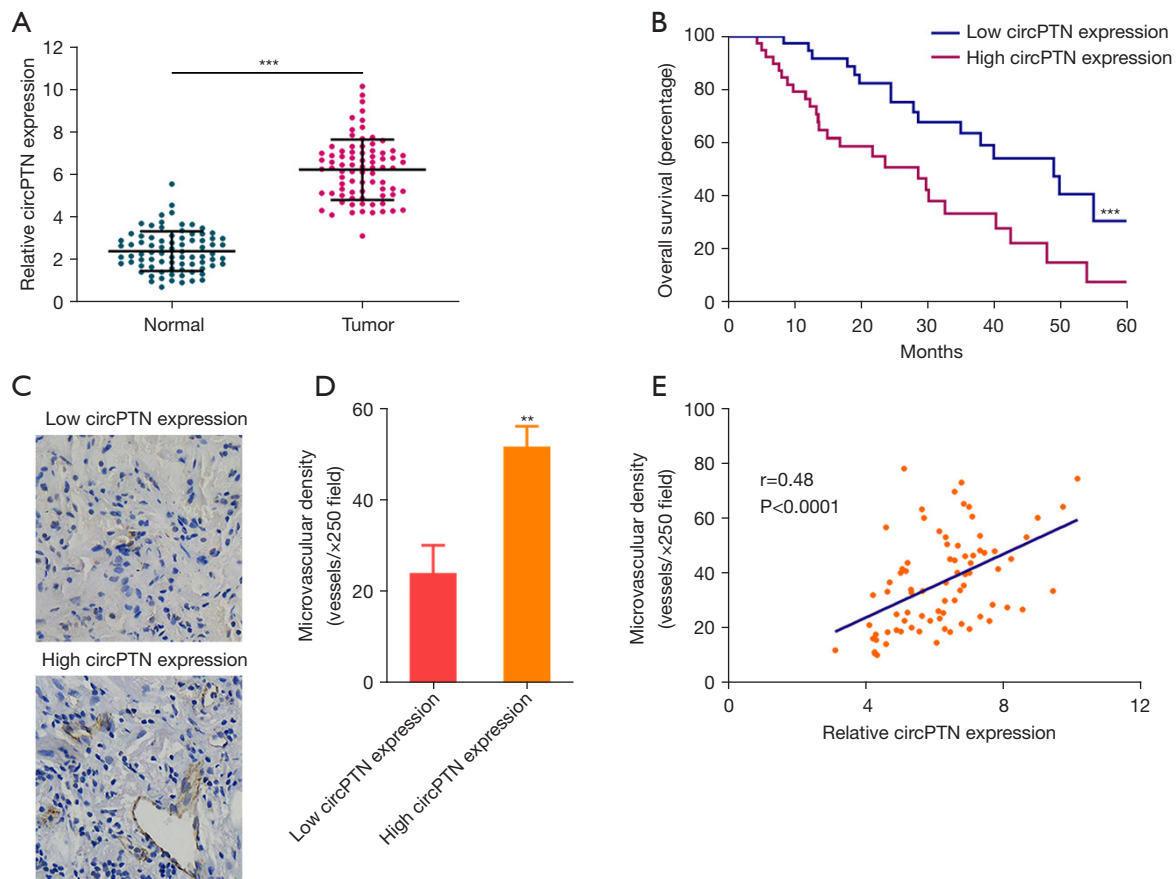 A
Relative circPTN expression
12
10
8
6
4
2
0
***
Normal
Tumor
B
Overall survival (percentage)
100
80
60
40
20
0
Low circPTN expression
High circPTN expression
***
0 10 20 30 40 50 60
Months
C
Low circPTN expression
High circPTN expression
D
Microvasculuar density
(vessels/×250 field)
60
40
20
0
**
Low circPTN expression
High circPTN expression
E
Microvascular density
(vessels/×250 field)
100
80
60
40
20
0
r=0.48
P<0.0001
0 4 8 12
Relative circPTN expression